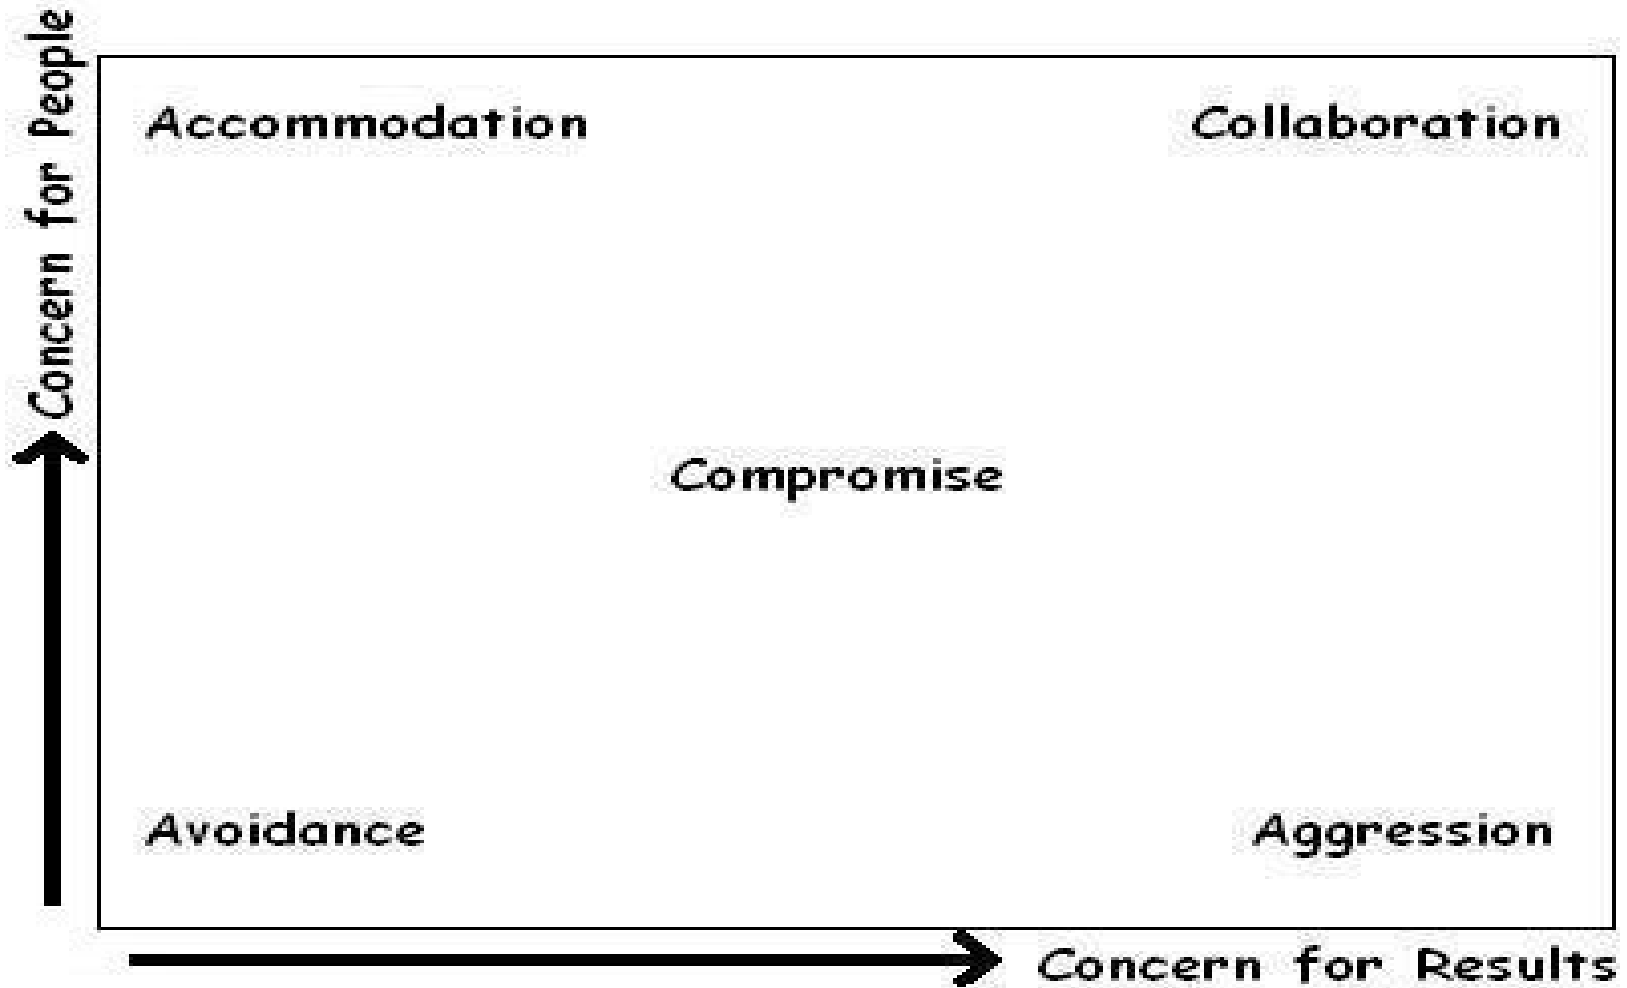 Concern for People
Accommodation
Collaboration
Compromise
Avoidance
Aggression
Concern for Results